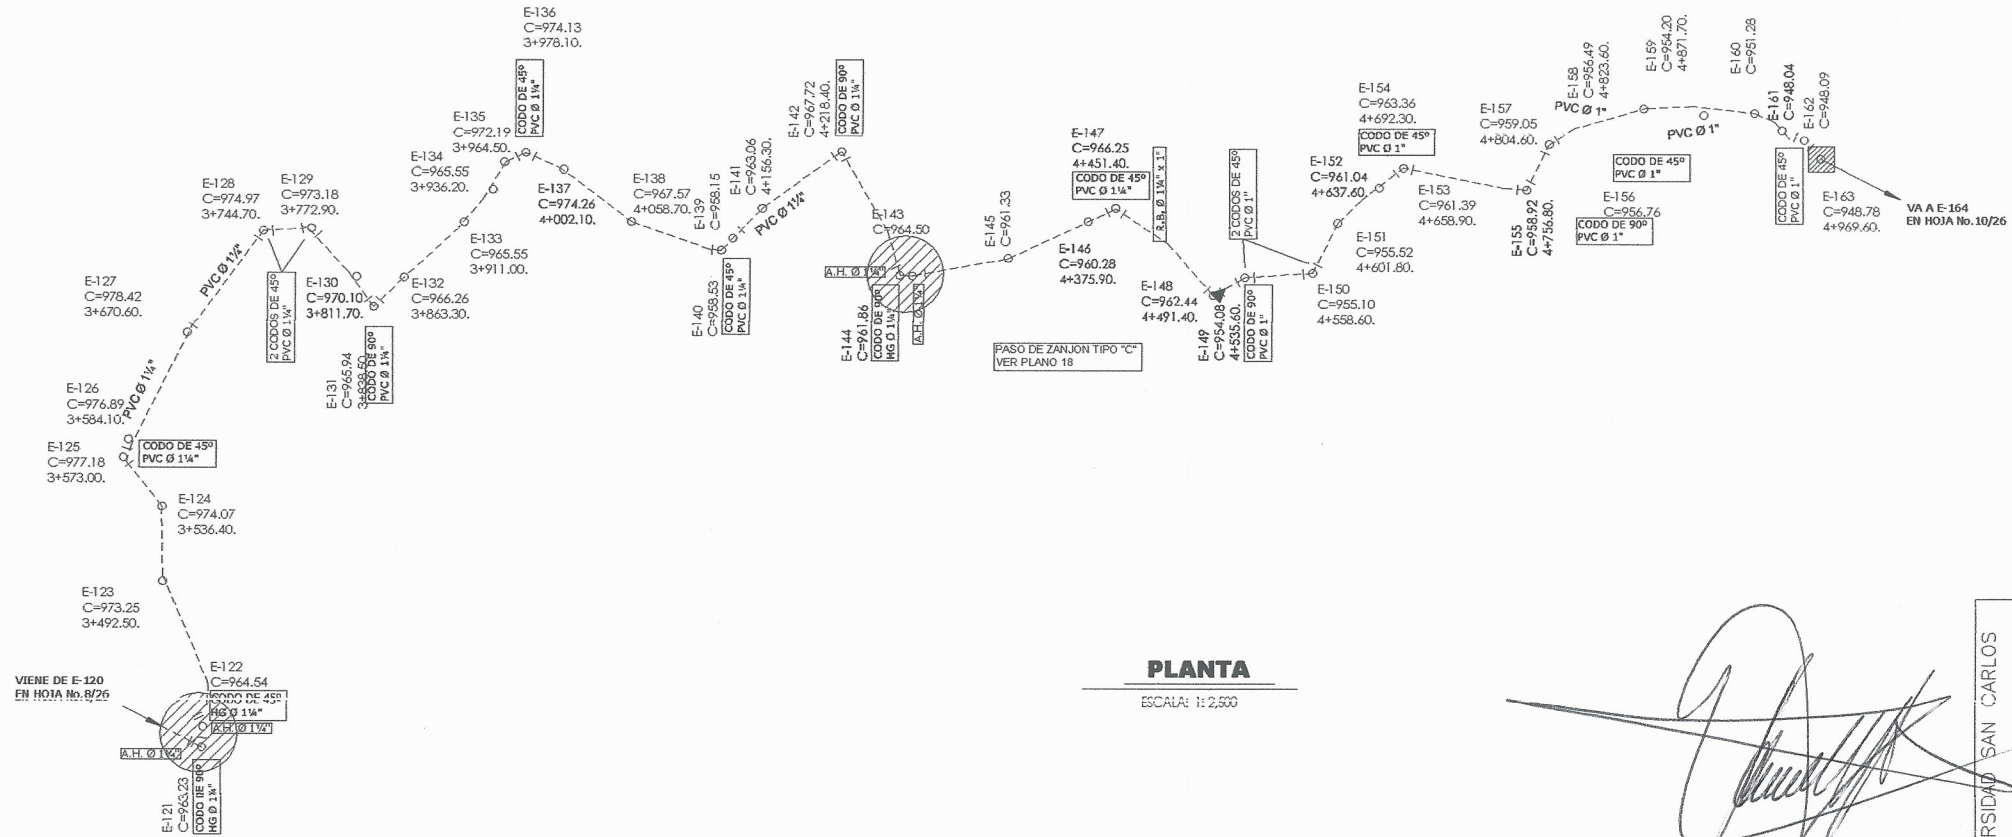 VIENE DE E-120
EN HOJA No.8/26
E-121
C=963.23
CODO DE 90º
HG Ø 1¼"
A.H. Ø 1¼"
E-122
C=964.54
CODO DE 45º
HG Ø 1¼"
A.H. Ø 1¼"
E-123
C=973.25
3+492.50.
E-124
C=974.07
3+536.40.
E-125
C=977.18
3+573.00.
CODO DE 45º
PVC Ø 1¼"
E-126
C=976.89
3+584.10.
PVC Ø 1¼"
E-127
C=978.42
3+670.60.
PVC Ø 1¼"
E-128
C=974.97
3+744.70.
E-129
C=973.18
3+772.90.
2 CODOS DE 45º
PVC Ø 1¼"
E-130
C=970.10
3+811.70.
E-131
C=965.94
3+838.50
CODO DE 90º
PVC Ø 1¼"
E-132
C=966.26
3+863.30.
E-133
C=965.55
3+911.00.
E-134
C=965.55
3+936.20.
E-135
C=972.19
3+964.50.
E-136
C=974.13
3+978.10.
CODO DE 45º
PVC Ø 1¼"
E-137
C=974.26
4+002.10.
E-138
C=967.57
4+058.70.
E-139
C=958.15
E-140
C=958.53
CODO DE 45º
PVC Ø 1¼"
E-141
C=963.06
4+156.30.
PVC Ø 1¼"
E-142
C=967.72
4+218.40.
CODO DE 90º
PVC Ø 1¼"
E-143
C=964.50
A.H. Ø 1¼"
E-144
C=961.86
CODO DE 90º
HG Ø 1¼"
A.H. Ø 1¼"
E-145
C=961.33
E-146
C=960.28
4+375.90.
E-147
C=966.25
4+451.40.
CODO DE 45º
PVC Ø 1¼"
R.B. Ø 1¼" x 1"
E-148
C=962.44
4+491.40.
PASO DE ZANJON TIPO "C"
VER PLANO 18
E-149
C=954.08
4+535.60.
CODO DE 90º
PVC Ø 1"
2 CODOS DE 45º
PVC Ø 1"
E-150
C=955.10
4+558.60.
E-151
C=955.52
4+601.80.
E-152
C=961.04
4+637.60.
E-153
C=961.39
4+658.90.
E-154
C=963.36
4+692.30.
CODO DE 45º
PVC Ø 1"
E-155
C=958.92
4+756.80.
E-156
C=956.76
CODO DE 90º
PVC Ø 1"
E-157
C=959.05
4+804.60.
E-158
C=956.49
4+823.60.
PVC Ø 1"
E-159
C=954.20
4+871.70.
PVC Ø 1"
CODO DE 45º
PVC Ø 1"
E-160
C=951.28
E-161
C=948.04
E-162
C=948.09
CODO DE 45º
PVC Ø 1"
E-163
C=948.78
4+969.60.
VA A E-164
EN HOJA No.10/26
PLANTA
ESCALA: 1:2,500
RSIDAD SAN CARLOS